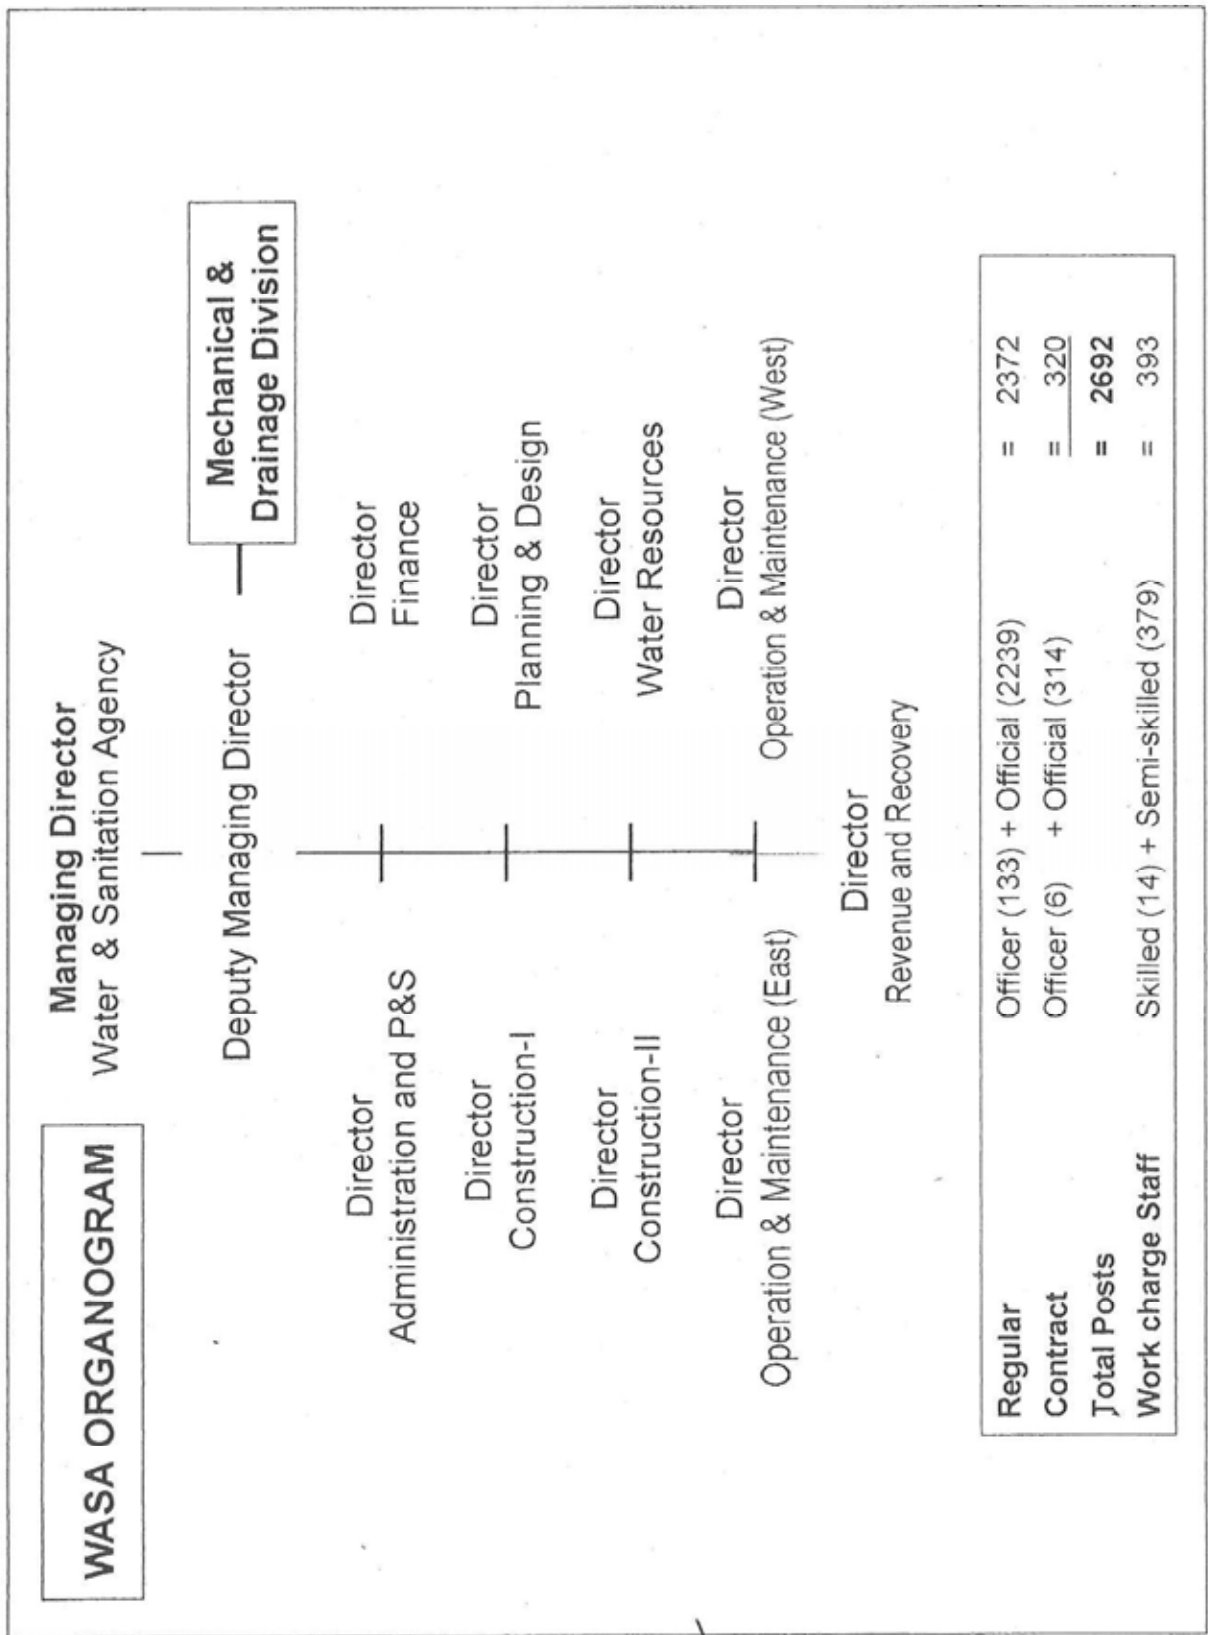 WASA ORGANOGRAM
Managing Director
Water & Sanitation Agency
Deputy Managing Director
Mechanical &
Drainage Division
Director
Administration and P&S
Director
Finance
Director
Construction-I
Director
Planning & Design
Director
Construction-II
Director
Water Resources
Director
Operation & Maintenance (East)
Director
Operation & Maintenance (West)
Director
Revenue and Recovery
Regular Officer (133) + Official (2239) = 2372
Contract Officer (6) + Official (314) = 320
Total Posts = 2692
Work charge Staff Skilled (14) + Semi-skilled (379) = 393